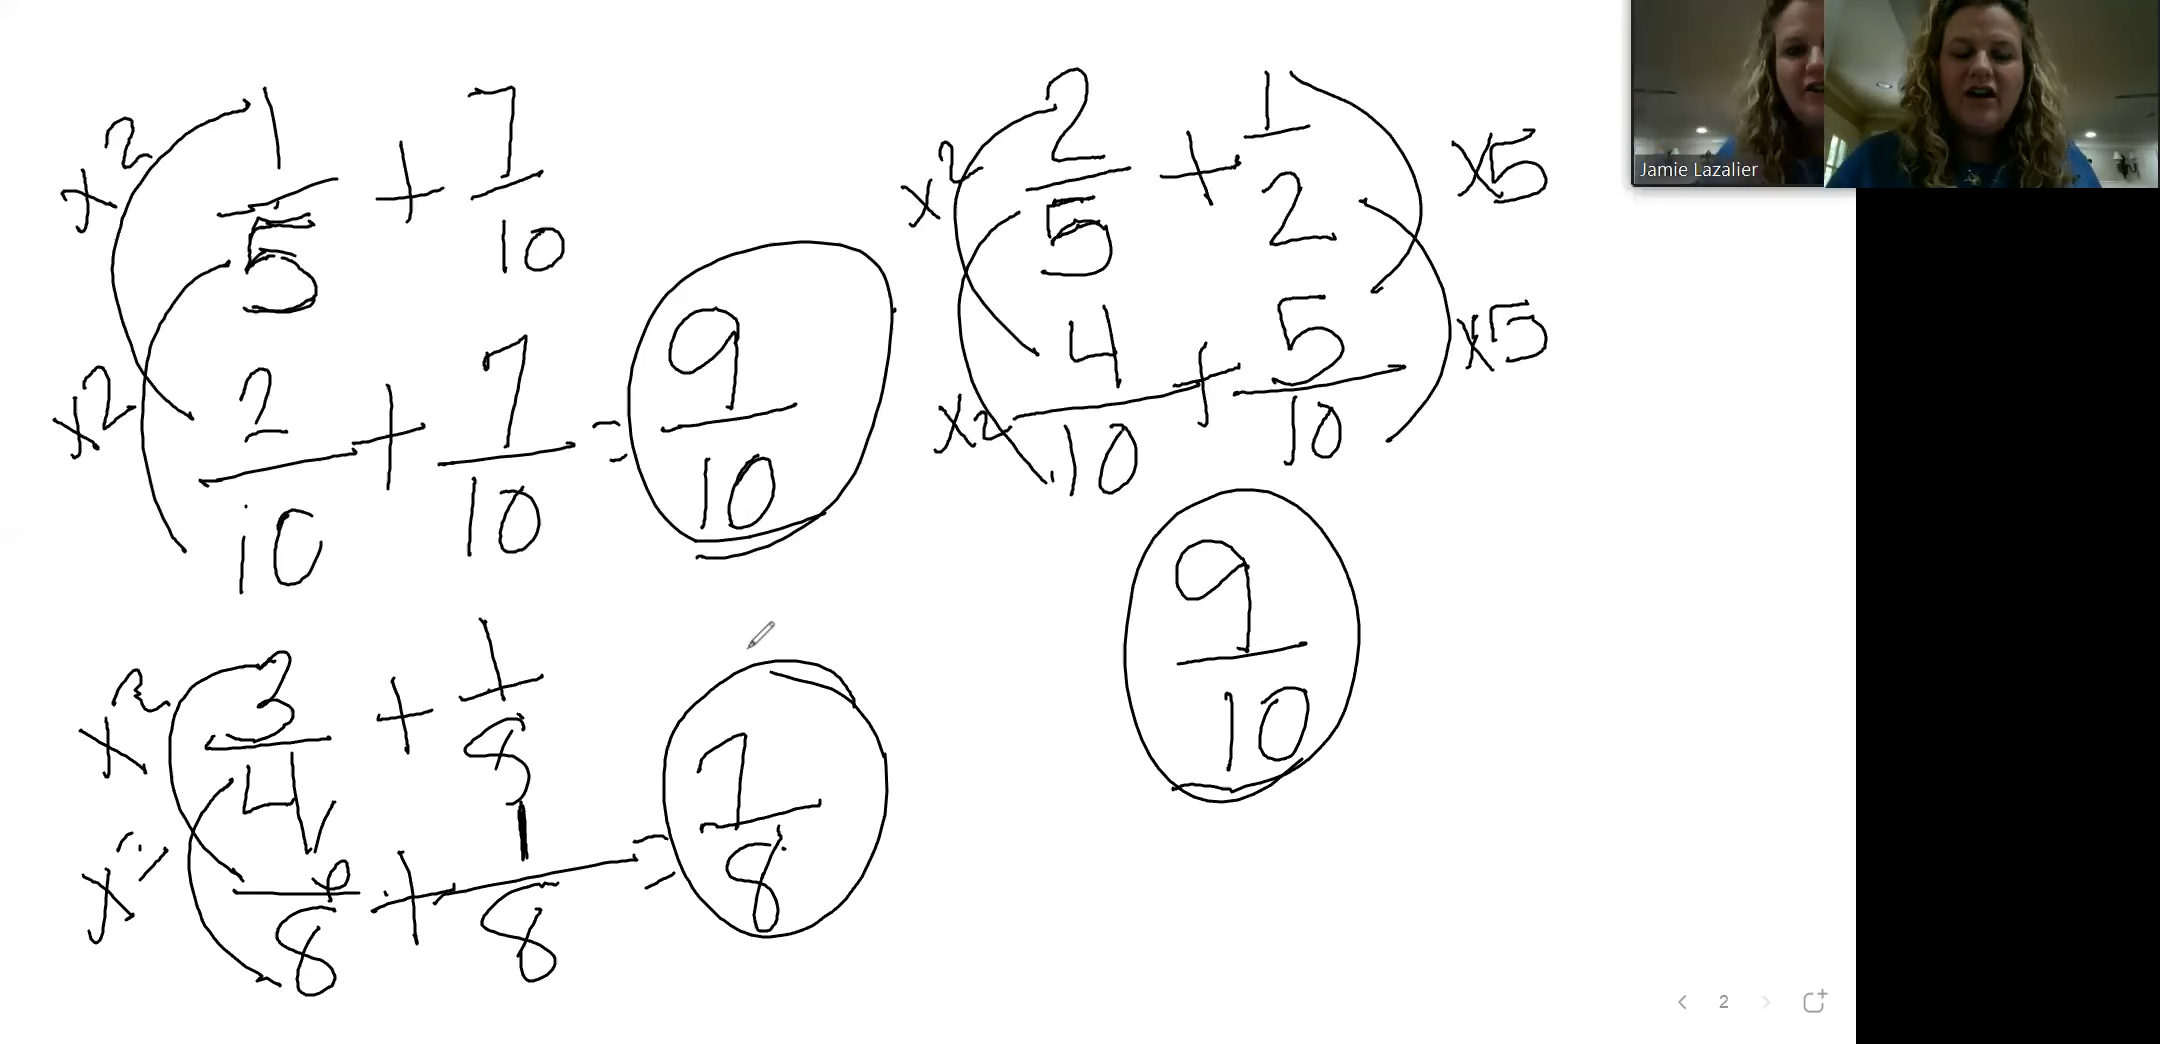 x2 1/5 + 7/10
x2 2/10 + 7/10 = 9/10
x2 2/5 + 1/2 x5
x2 4/10 + 5/10 x5
9/10
x2 3/4 + 1/8
6/8 + 1/8 = 7/8
Jamie Lazalier
2